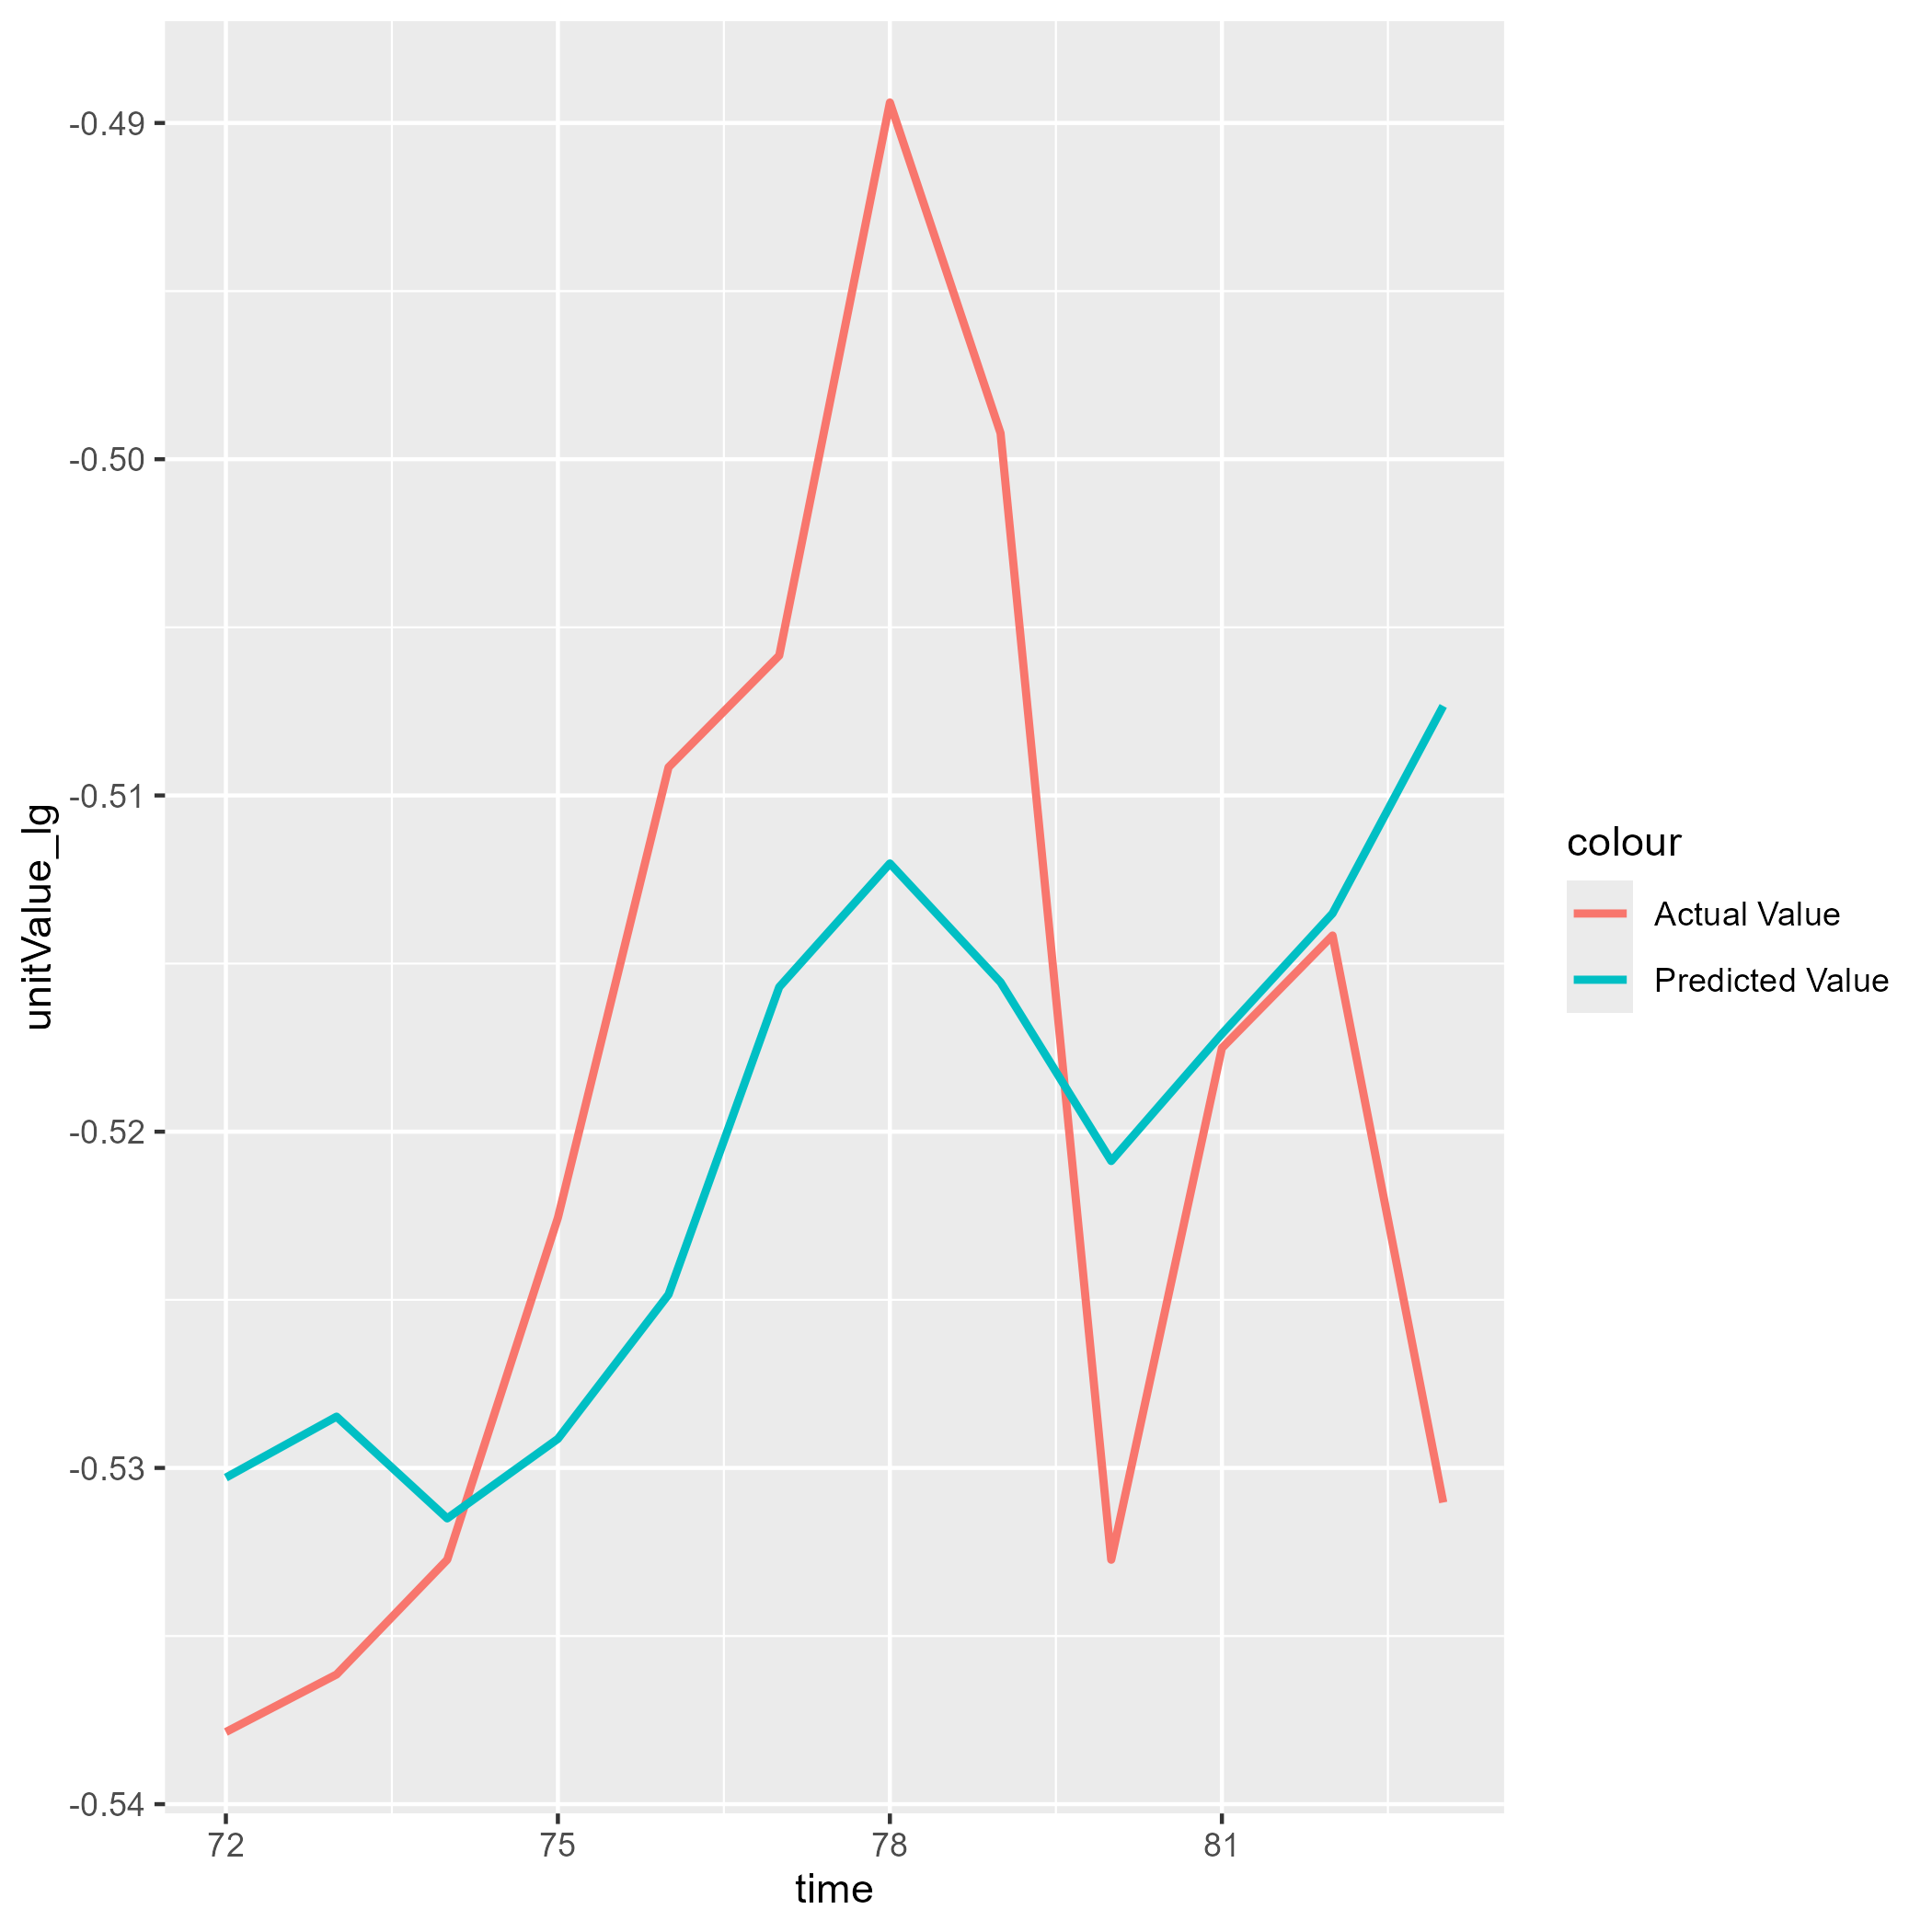 unitValue_lg
-0.49
-0.50
-0.51
-0.52
-0.53
-0.54
72 75 78 81
time
colour
Actual Value
Predicted Value